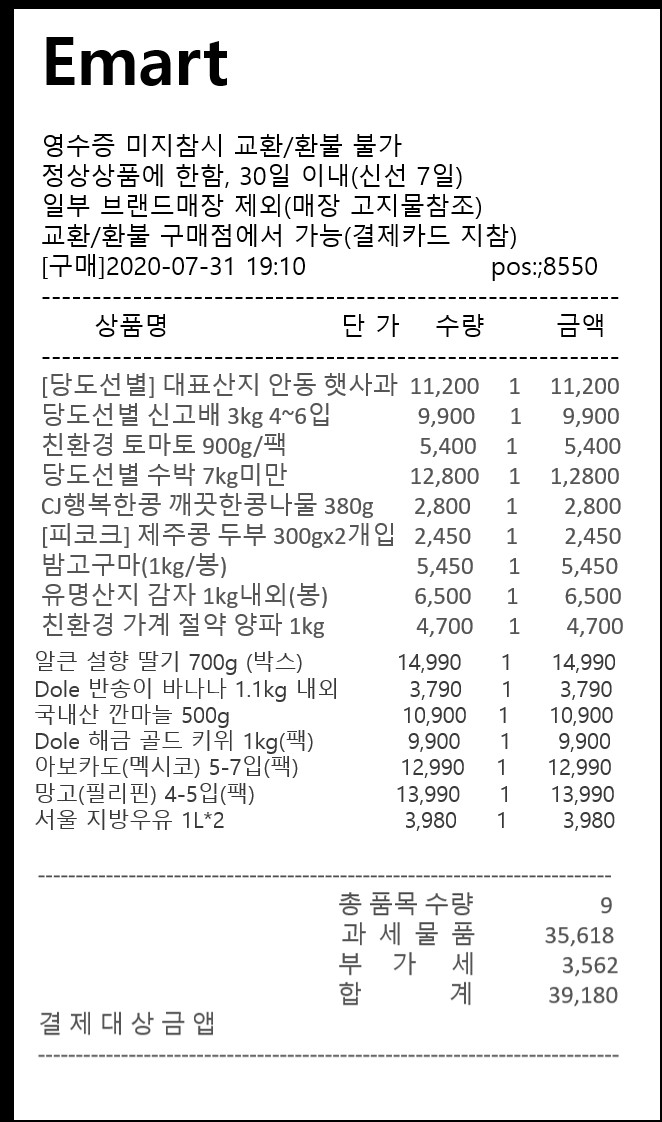 Emart
영수증 미지참시 교환/환불 불가
정상상품에 한함, 30일 이내(신선 7일)
일부 브랜드매장 제외(매장 고지물참조)
교환/환불 구매점에서 가능(결제카드 지참)
[구매]2020-07-31 19:10 pos:;8550
상품명 단 가 수량 금액
[당도선별] 대표산지 안동 햇사과 11,200 1 11,200
당도선별 신고배 3kg 4~6입 9,900 1 9,900
친환경 토마토 900g/팩 5,400 1 5,400
당도선별 수박 7kg미만 12,800 1 1,2800
CJ행복한콩 깨끗한콩나물 380g 2,800 1 2,800
[피코크] 제주콩 두부 300gx2개입 2,450 1 2,450
밤고구마(1kg/봉) 5,450 1 5,450
유명산지 감자 1kg내외(봉) 6,500 1 6,500
친환경 가계 절약 양파 1kg 4,700 1 4,700
알큰 설향 딸기 700g (박스) 14,990 1 14,990
Dole 반송이 바나나 1.1kg 내외 3,790 1 3,790
국내산 깐마늘 500g 10,900 1 10,900
Dole 해금 골드 키위 1kg(팩) 9,900 1 9,900
아보카도(멕시코) 5-7입(팩) 12,990 1 12,990
망고(필리핀) 4-5입(팩) 13,990 1 13,990
서울 지방우유 1L*2 3,980 1 3,980
총 품목 수량 9
과 세 물 품 35,618
부 가 세 3,562
합 계 39,180
결 제 대 상 금 앱